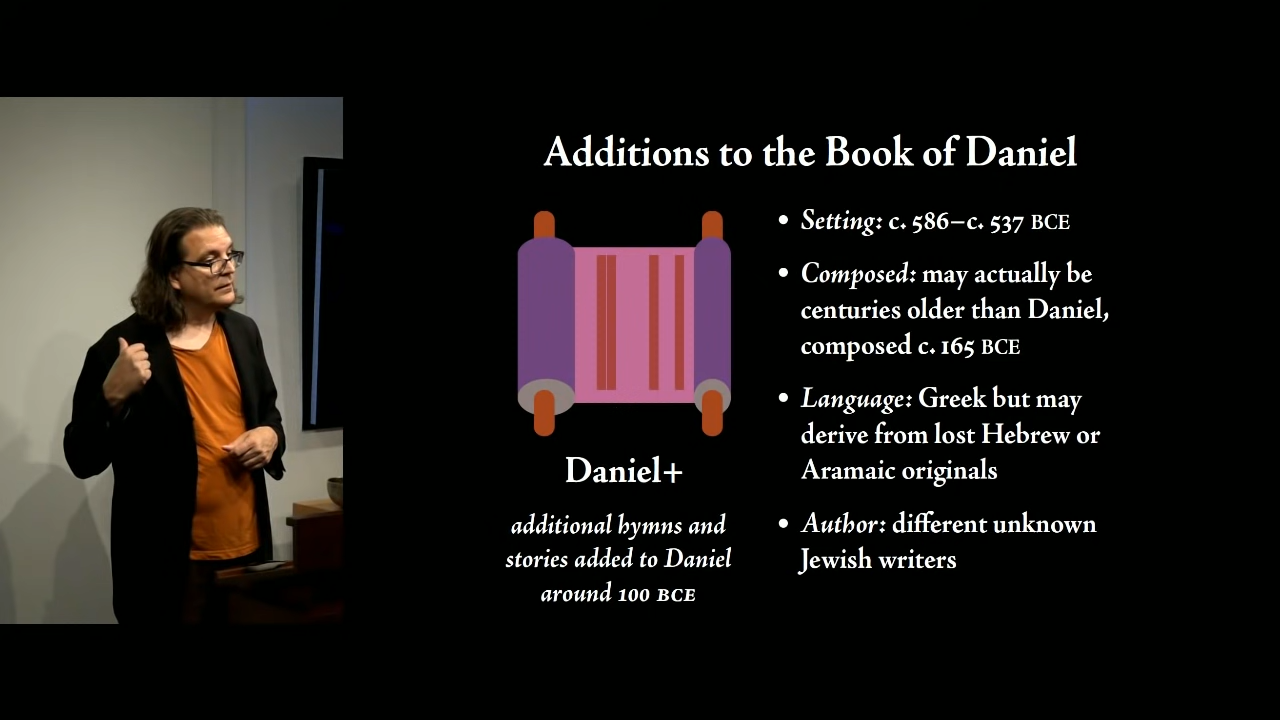 Additions to the Book of Daniel
Daniel+
additional hymns and
stories added to Daniel
around 100 BCE
• Setting: c. 586–c. 537 BCE
• Composed: may actually be
centuries older than Daniel,
composed c. 165 BCE
• Language: Greek but may
derive from lost Hebrew or
Aramaic originals
• Author: different unknown
Jewish writers